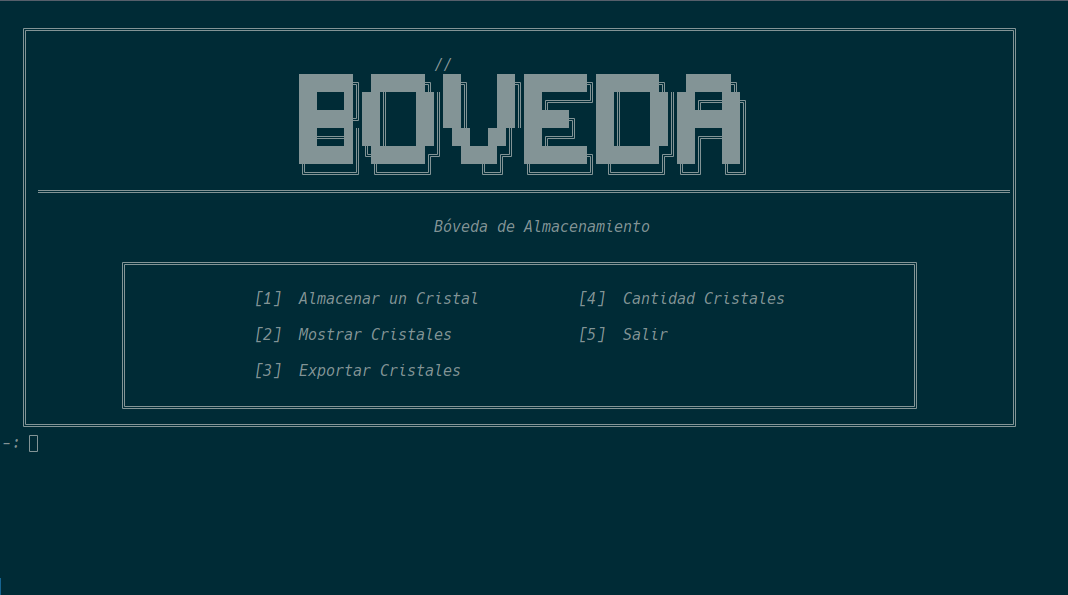 //
BOVEDA
Bóveda de Almacenamiento
[1] Almacenar un Cristal
[2] Mostrar Cristales
[3] Exportar Cristales
[4] Cantidad Cristales
[5] Salir
-: